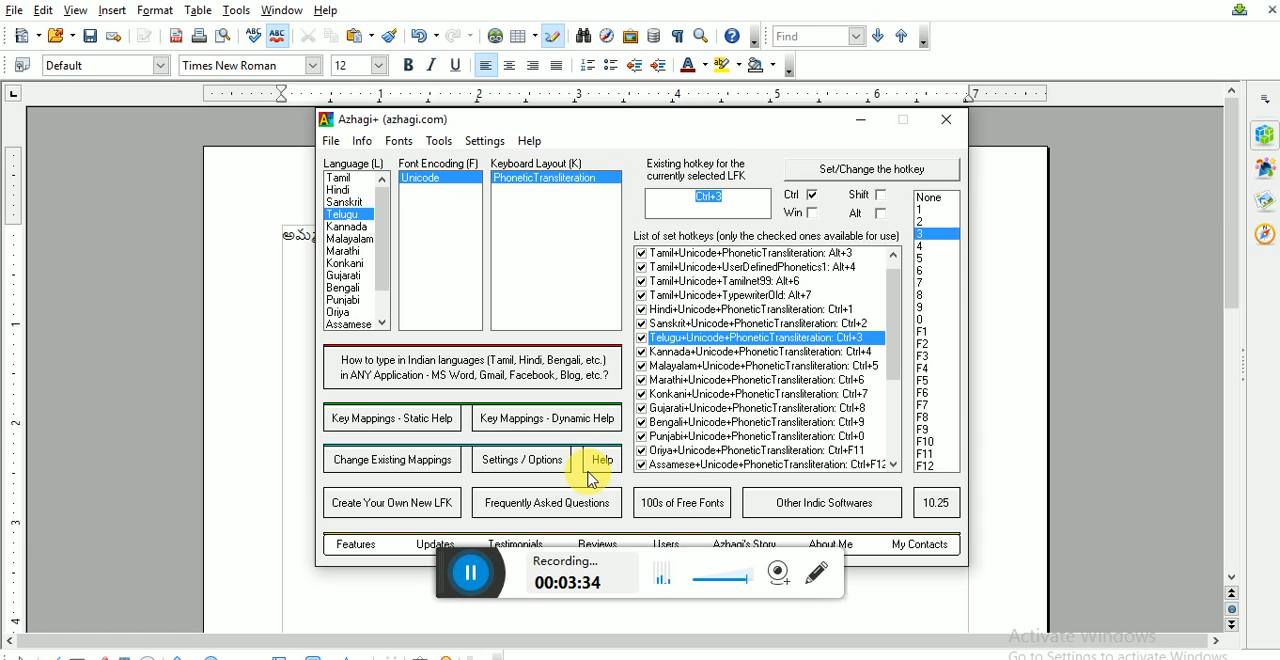 File Edit View Insert Format Table Tools Window Help
Find
Default Times New Roman 12 B I U
1 2 3 4 5 6 7
Azhagi+ (azhagi.com)
File Info Fonts Tools Settings Help
Language (L) Font Encoding (F) Keyboard Layout (K)
Tamil
Hindi
Sanskrit
Telugu
Kannada
Malayalam
Marathi
Konkani
Gujarati
Bengali
Punjabi
Oriya
Assamese
Unicode
PhoneticTransliteration
Existing hotkey for the
currently selected LFK
Ctrl+3
Set/Change the hotkey
Ctrl Shift
Win Alt
None
1
2
3
4
5
6
7
8
9
0
F1
F2
F3
F4
F5
F6
F7
F8
F9
F10
F11
F12
List of set hotkeys (only the checked ones available for use)
Tamil+Unicode+PhoneticTransliteration: Alt+3
Tamil+Unicode+UserDefinedPhonetics1: Alt+4
Tamil+Unicode+Tamilnet99: Alt+6
Tamil+Unicode+TypewriterOld: Alt+7
Hindi+Unicode+PhoneticTransliteration: Ctrl+1
Sanskrit+Unicode+PhoneticTransliteration: Ctrl+2
Telugu+Unicode+PhoneticTransliteration: Ctrl+3
Kannada+Unicode+PhoneticTransliteration: Ctrl+4
Malayalam+Unicode+PhoneticTransliteration: Ctrl+5
Marathi+Unicode+PhoneticTransliteration: Ctrl+6
Konkani+Unicode+PhoneticTransliteration: Ctrl+7
Gujarati+Unicode+PhoneticTransliteration: Ctrl+8
Bengali+Unicode+PhoneticTransliteration: Ctrl+9
Punjabi+Unicode+PhoneticTransliteration: Ctrl+0
Oriya+Unicode+PhoneticTransliteration: Ctrl+F11
Assamese+Unicode+PhoneticTransliteration: Ctrl+F12
How to type in Indian languages (Tamil, Hindi, Bengali, etc.)
in ANY Application - MS Word, Gmail, Facebook, Blog, etc.?
Key Mappings - Static Help Key Mappings - Dynamic Help
Change Existing Mappings Settings / Options Help
Create Your Own New LFK Frequently Asked Questions 100s of Free Fonts Other Indic Softwares 10.25
Features Updates Testimonials Reviews Users Azhagi's Story About Me My Contacts
Recording...
00:03:34
Activate Windows
Go to Settings to activate Windows